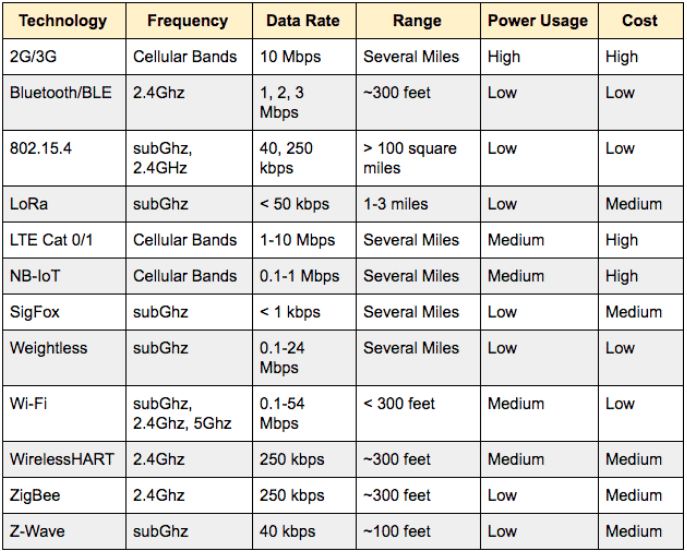 Technology Frequency Data Rate Range Power Usage Cost
2G/3G Cellular Bands 10 Mbps Several Miles High High
Bluetooth/BLE 2.4Ghz 1, 2, 3 ~300 feet Low Low
Mbps
802.15.4 subGhz, 40, 250 > 100 square Low Low
2.4GHz kbps miles
LoRa subGhz < 50 kbps 1-3 miles Low Medium
LTE Cat 0/1 Cellular Bands 1-10 Mbps Several Miles Medium High
NB-IoT Cellular Bands 0.1-1 Mbps Several Miles Medium High
SigFox subGhz < 1 kbps Several Miles Low Medium
Weightless subGhz 0.1-24 Several Miles Low Low
Mbps
Wi-Fi subGhz, 0.1-54 < 300 feet Medium Low
2.4Ghz, 5Ghz Mbps
WirelessHART 2.4Ghz 250 kbps ~300 feet Medium Medium
ZigBee 2.4Ghz 250 kbps ~300 feet Low Medium
Z-Wave subGhz 40 kbps ~100 feet Low Medium